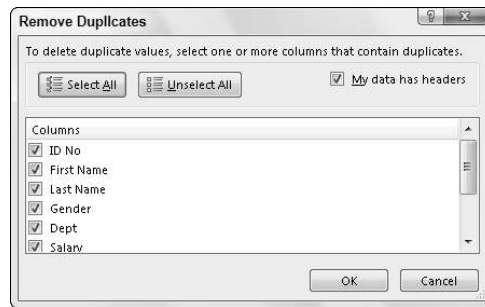 Remove Duplicates
To delete duplicate values, select one or more columns that contain duplicates.
Select All
Unselect All
My data has headers
Columns
ID No
First Name
Last Name
Gender
Dept
Salary
OK
Cancel